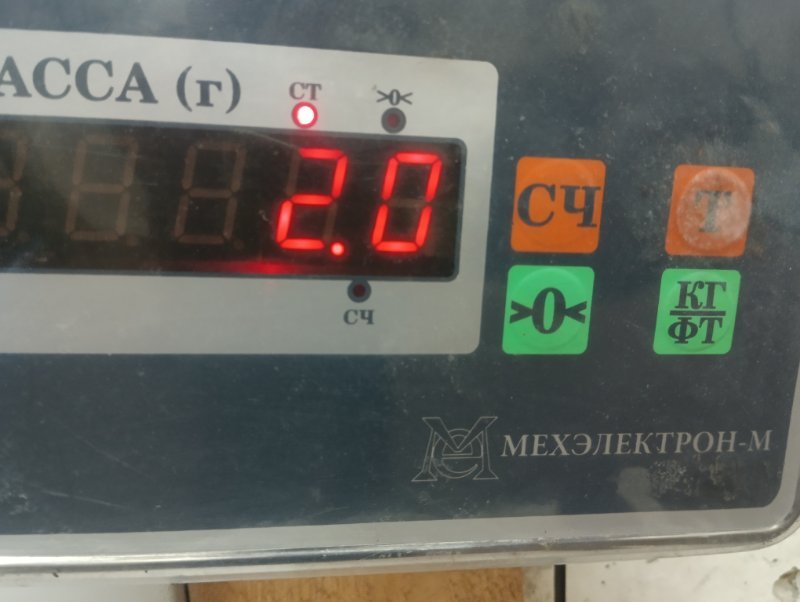 АССА (г)
СТ >0<
2.0
СЧ
СЧ Т
>0< КГ
ФТ
МЕХЭЛЕКТРОН-М